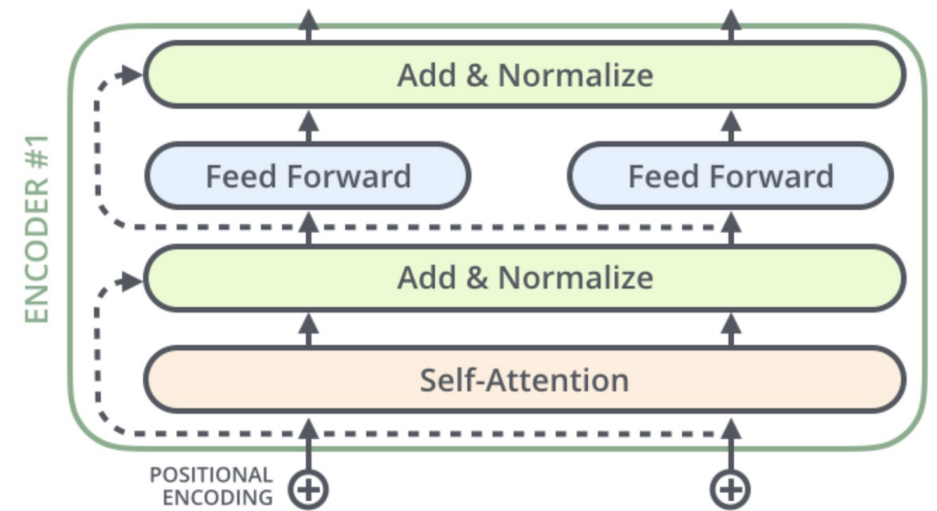 ENCODER #1
Add & Normalize
Feed Forward
Feed Forward
Add & Normalize
Self-Attention
POSITIONAL
ENCODING